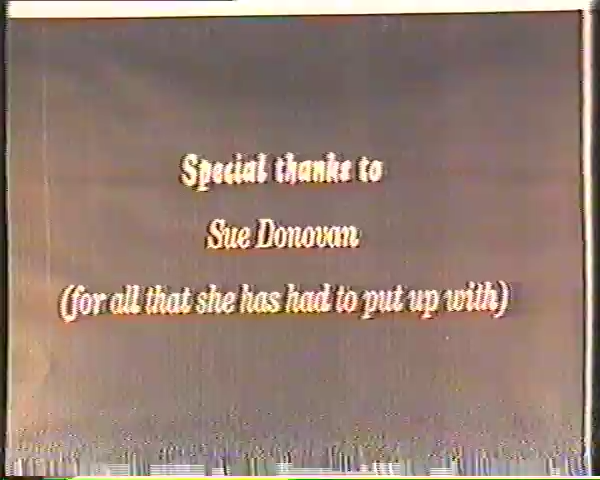 Special thanks to
Sue Donovan
(for all that she has had to put up with)